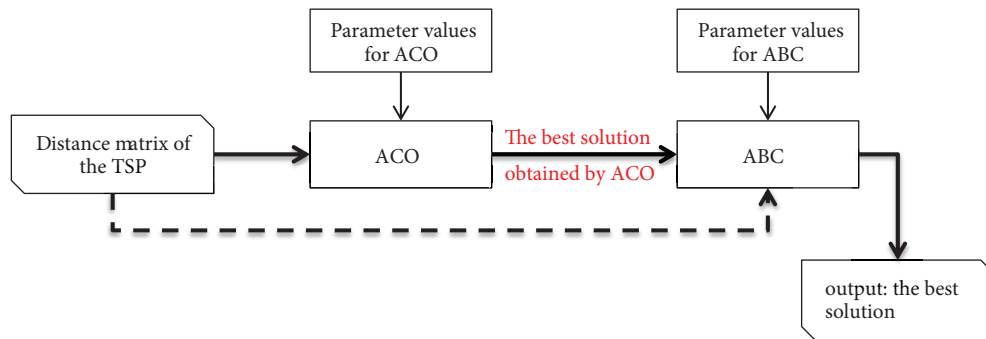 Parameter values
for ACO
Parameter values
for ABC
Distance matrix of
the TSP
ACO
The best solution
obtained by ACO
ABC
output: the best
solution